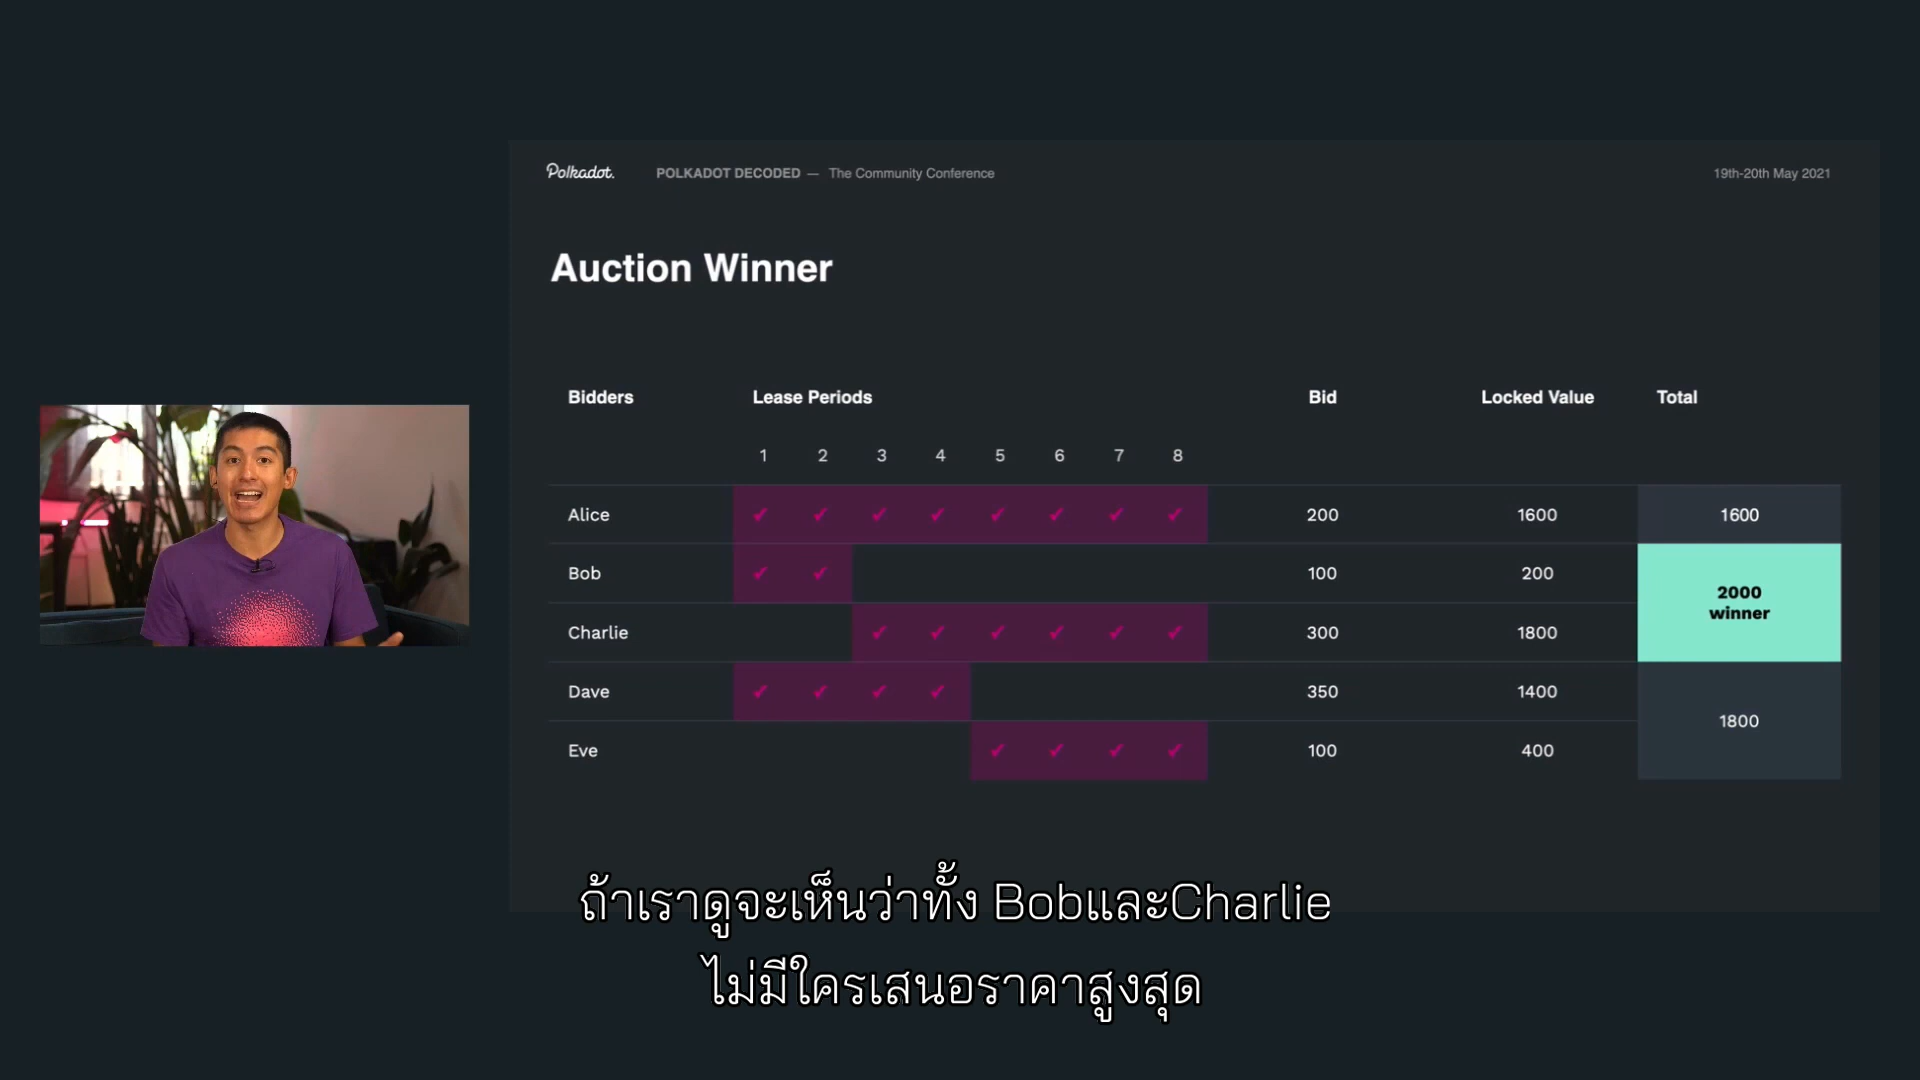 Polkadot. POLKADOT DECODED — The Community Conference 19th-20th May 2021
Auction Winner
Bidders Lease Periods Bid Locked Value Total
1 2 3 4 5 6 7 8
Alice ✔ ✔ ✔ ✔ ✔ ✔ ✔ ✔ 200 1600 1600
Bob ✔ ✔ 100 200
2000
winner
Charlie ✔ ✔ ✔ ✔ ✔ ✔ 300 1800
Dave ✔ ✔ ✔ ✔ 350 1400
1800
Eve ✔ ✔ ✔ ✔ 100 400
ถ้าเราดูจะเห็นว่าทั้ง BobและCharlie
ไม่มีใครเสนอราคาสูงสุด